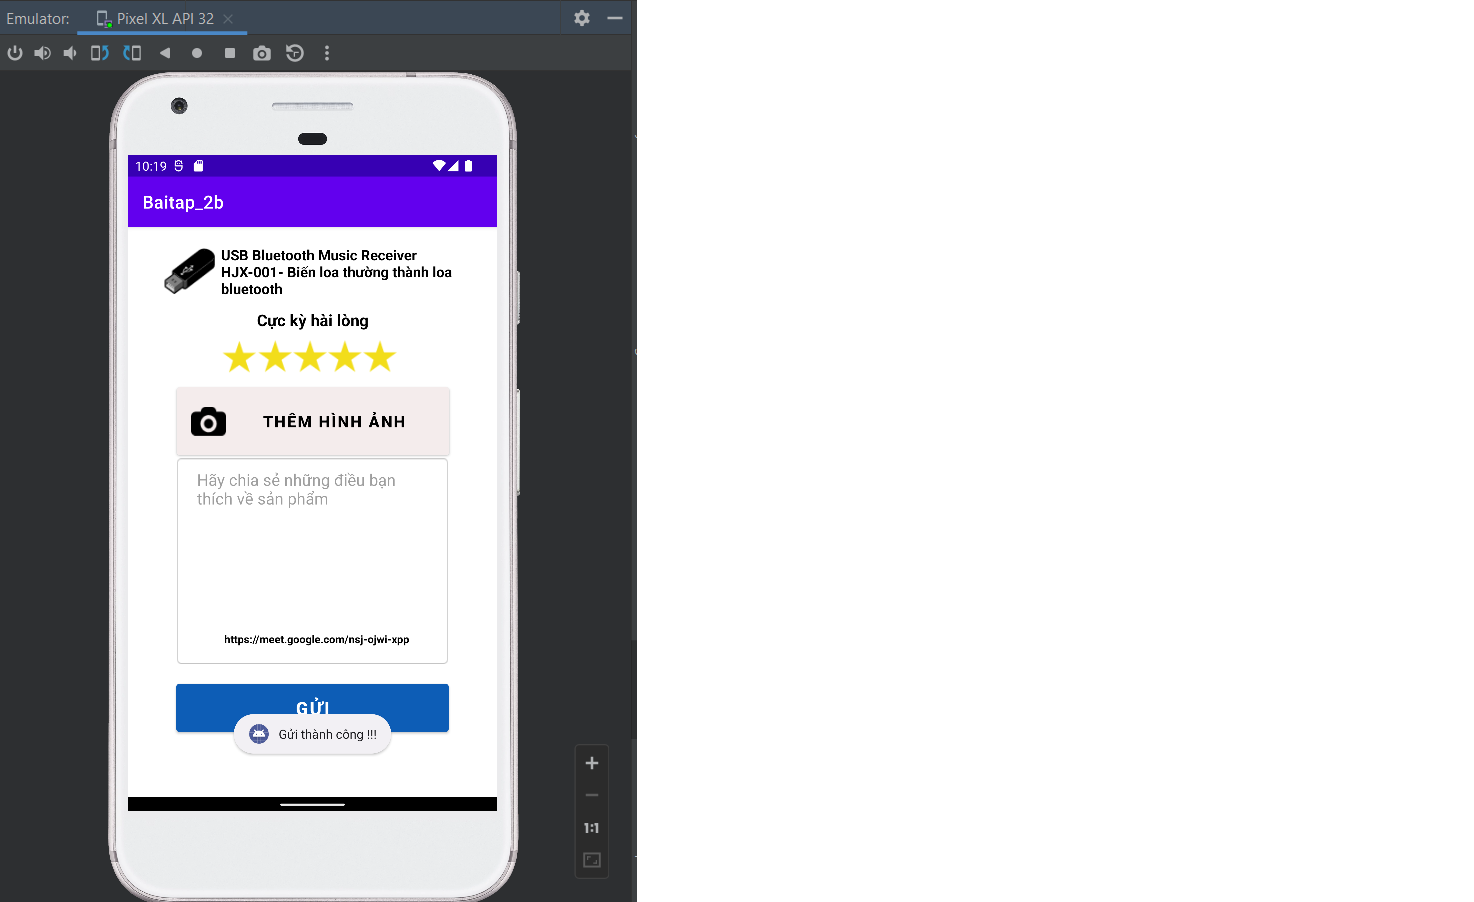 Emulator:
Pixel XL API 32
10:19
Baitap_2b
USB Bluetooth Music Receiver
HJX-001- Biến loa thường thành loa
bluetooth
Cực kỳ hài lòng
THÊM HÌNH ẢNH
Hãy chia sẻ những điều bạn
thích về sản phẩm
https://meet.google.com/nsj-ojwi-xpp
GỬI
Gửi thành công !!!
1:1